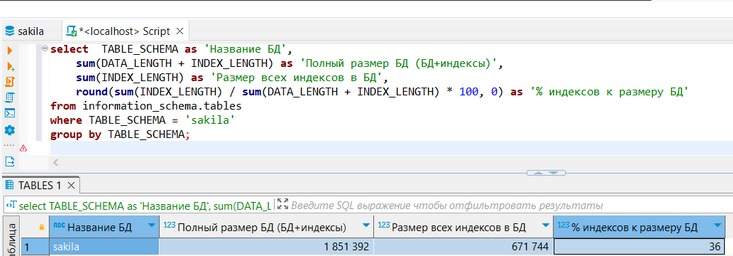 sakila
*<localhost> Script
select TABLE_SCHEMA as 'Название БД',
sum(DATA_LENGTH + INDEX_LENGTH) as 'Полный размер БД (БД+индексы)',
sum(INDEX_LENGTH) as 'Размер всех индексов в БД',
round(sum(INDEX_LENGTH) / sum(DATA_LENGTH + INDEX_LENGTH) * 100, 0) as '% индексов к размеру БД'
from information_schema.tables
where TABLE_SCHEMA = 'sakila'
group by TABLE_SCHEMA;
TABLES 1
select TABLE_SCHEMA as 'Название БД', sum(DATA_L
Введите SQL выражение чтобы отфильтровать результаты
аблица
ABC Название БД
123 Полный размер БД (БД+индексы)
123 Размер всех индексов в БД
123 % индексов к размеру БД
1 sakila 1 851 392 671 744 36